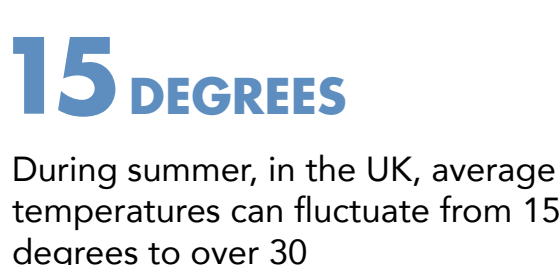 15 DEGREES
During summer, in the UK, average
temperatures can fluctuate from 15
degrees to over 30